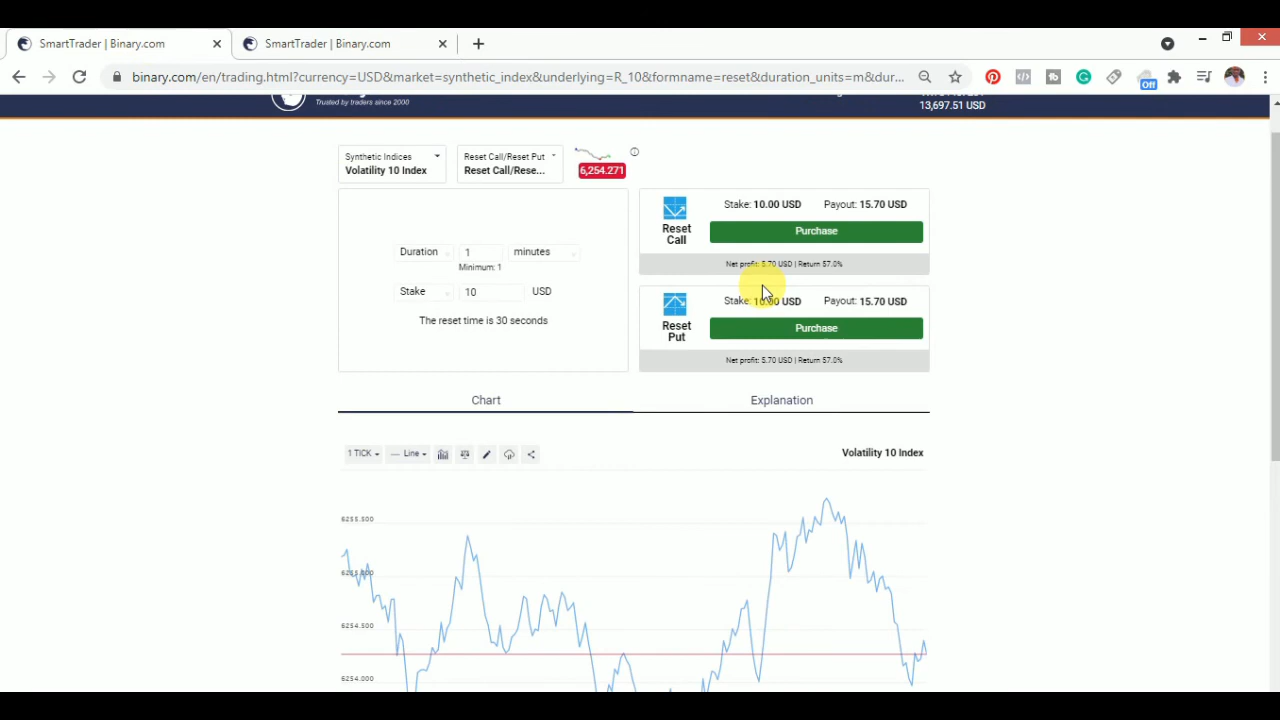 SmartTrader | Binary.com
SmartTrader | Binary.com
binary.com/en/trading.html?currency=USD&market=synthetic_index&underlying=R_10&formname=reset&duration_units=m&dur...
Off
Trusted by traders since 2000
13,697.51 USD
Synthetic Indices
Volatility 10 Index
Reset Call/Reset Put
Reset Call/Rese...
6,254.271
Stake: 10.00 USD Payout: 15.70 USD
Reset Call
Purchase
Net profit: 5.70 USD | Return 57.0%
Duration 1 minutes
Minimum: 1
Stake 10 USD
The reset time is 30 seconds
Stake: 10.00 USD Payout: 15.70 USD
Reset Put
Purchase
Net profit: 5.70 USD | Return 57.0%
Chart
Explanation
1 TICK
Line
Volatility 10 Index
6255.500
6255.000
6254.500
6254.000